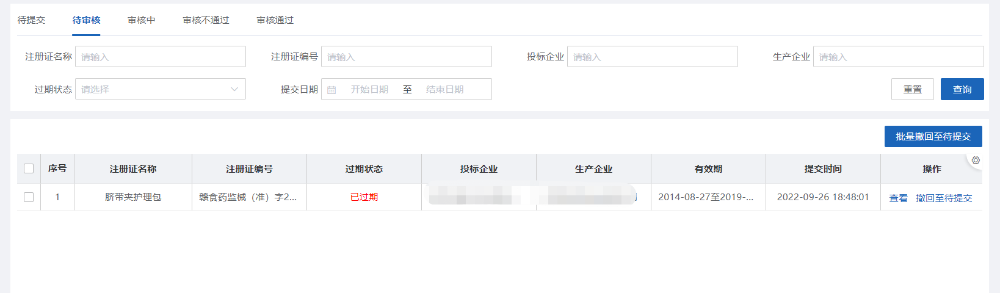 待提交 待审核 审核中 审核不通过 审核通过
注册证名称 请输入 注册证编号 请输入 投标企业 请输入 生产企业 请输入
过期状态 请选择 提交日期 开始日期 至 结束日期 重置 查询
批量撤回至待提交
序号 注册证名称 注册证编号 过期状态 投标企业 生产企业 有效期 提交时间 操作
1 脐带夹护理包 赣食药监械（准）字2... 已过期 2014-08-27至2019-... 2022-09-26 18:48:01 查看 撤回至待提交